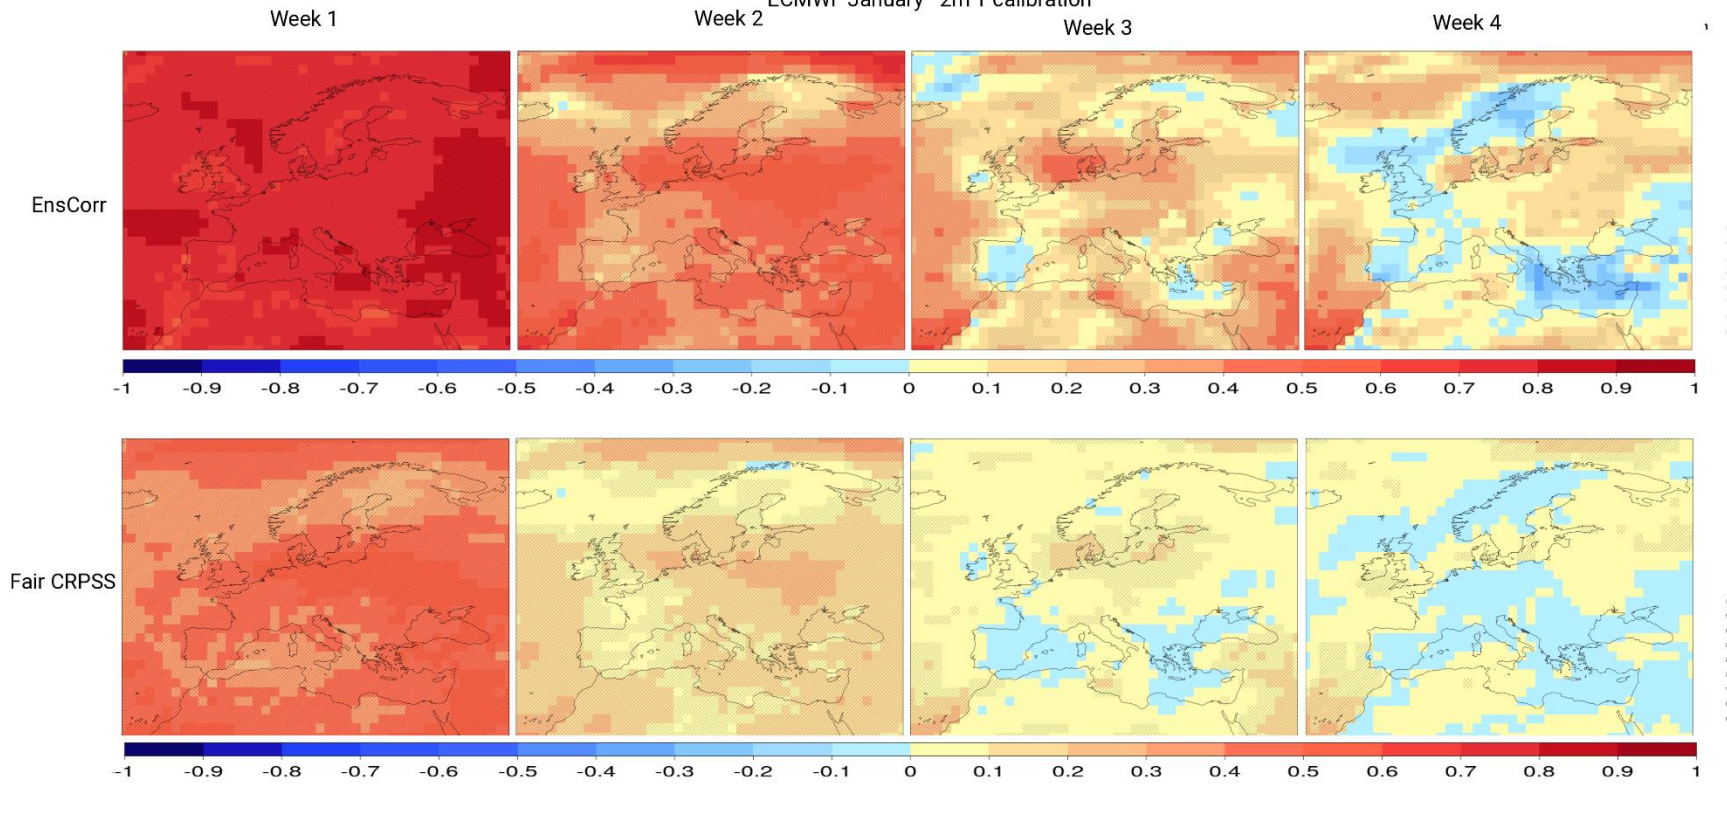 ECMWF January 2m T calibration
Week 1
Week 2
Week 3
Week 4
EnsCorr
-1 -0.9 -0.8 -0.7 -0.6 -0.5 -0.4 -0.3 -0.2 -0.1 0 0.1 0.2 0.3 0.4 0.5 0.6 0.7 0.8 0.9 1
Fair CRPSS
-1 -0.9 -0.8 -0.7 -0.6 -0.5 -0.4 -0.3 -0.2 -0.1 0 0.1 0.2 0.3 0.4 0.5 0.6 0.7 0.8 0.9 1